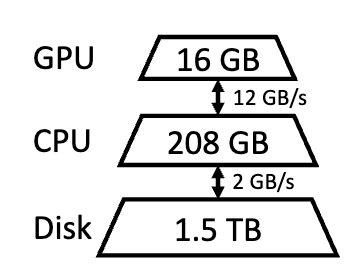 GPU 16 GB
12 GB/s
CPU 208 GB
2 GB/s
Disk 1.5 TB